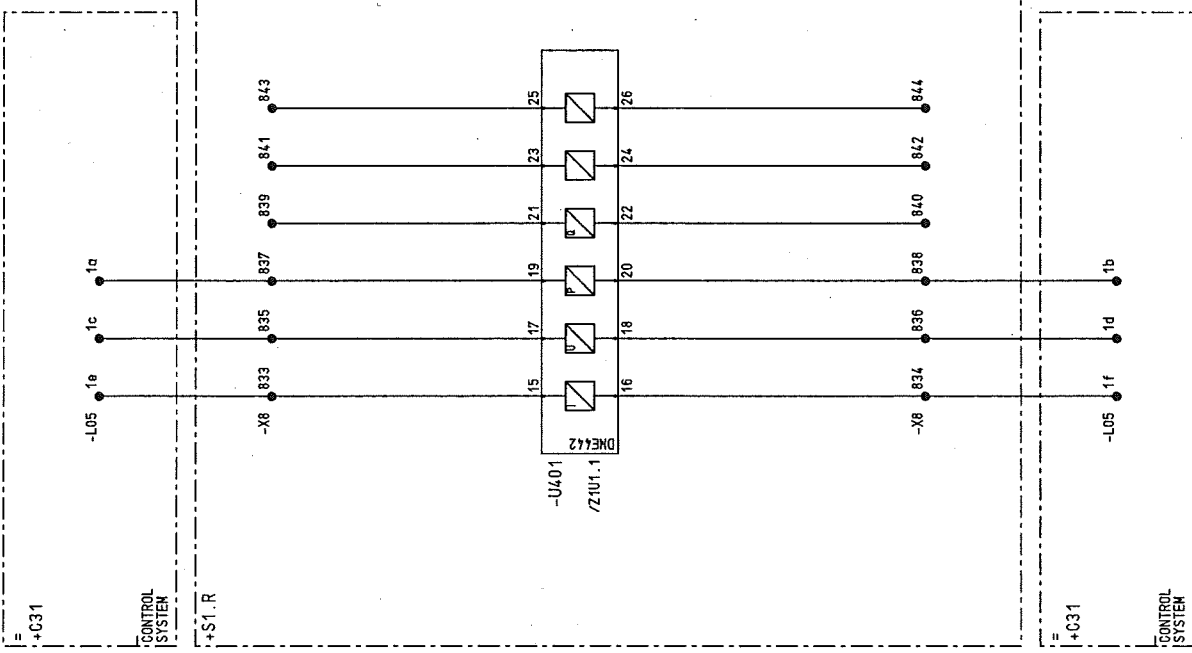 =
+C31
CONTROL
SYSTEM
-L05
1e
1c
1a
+S1.R
-X8
833
835
837
839
841
843
-U401
/Z1U1.1
DNE442
15
17
19
21
23
25
I
U
P
Q
16
18
20
22
24
26
-X8
834
836
838
840
842
844
=
+C31
CONTROL
SYSTEM
-L05
1f
1d
1b